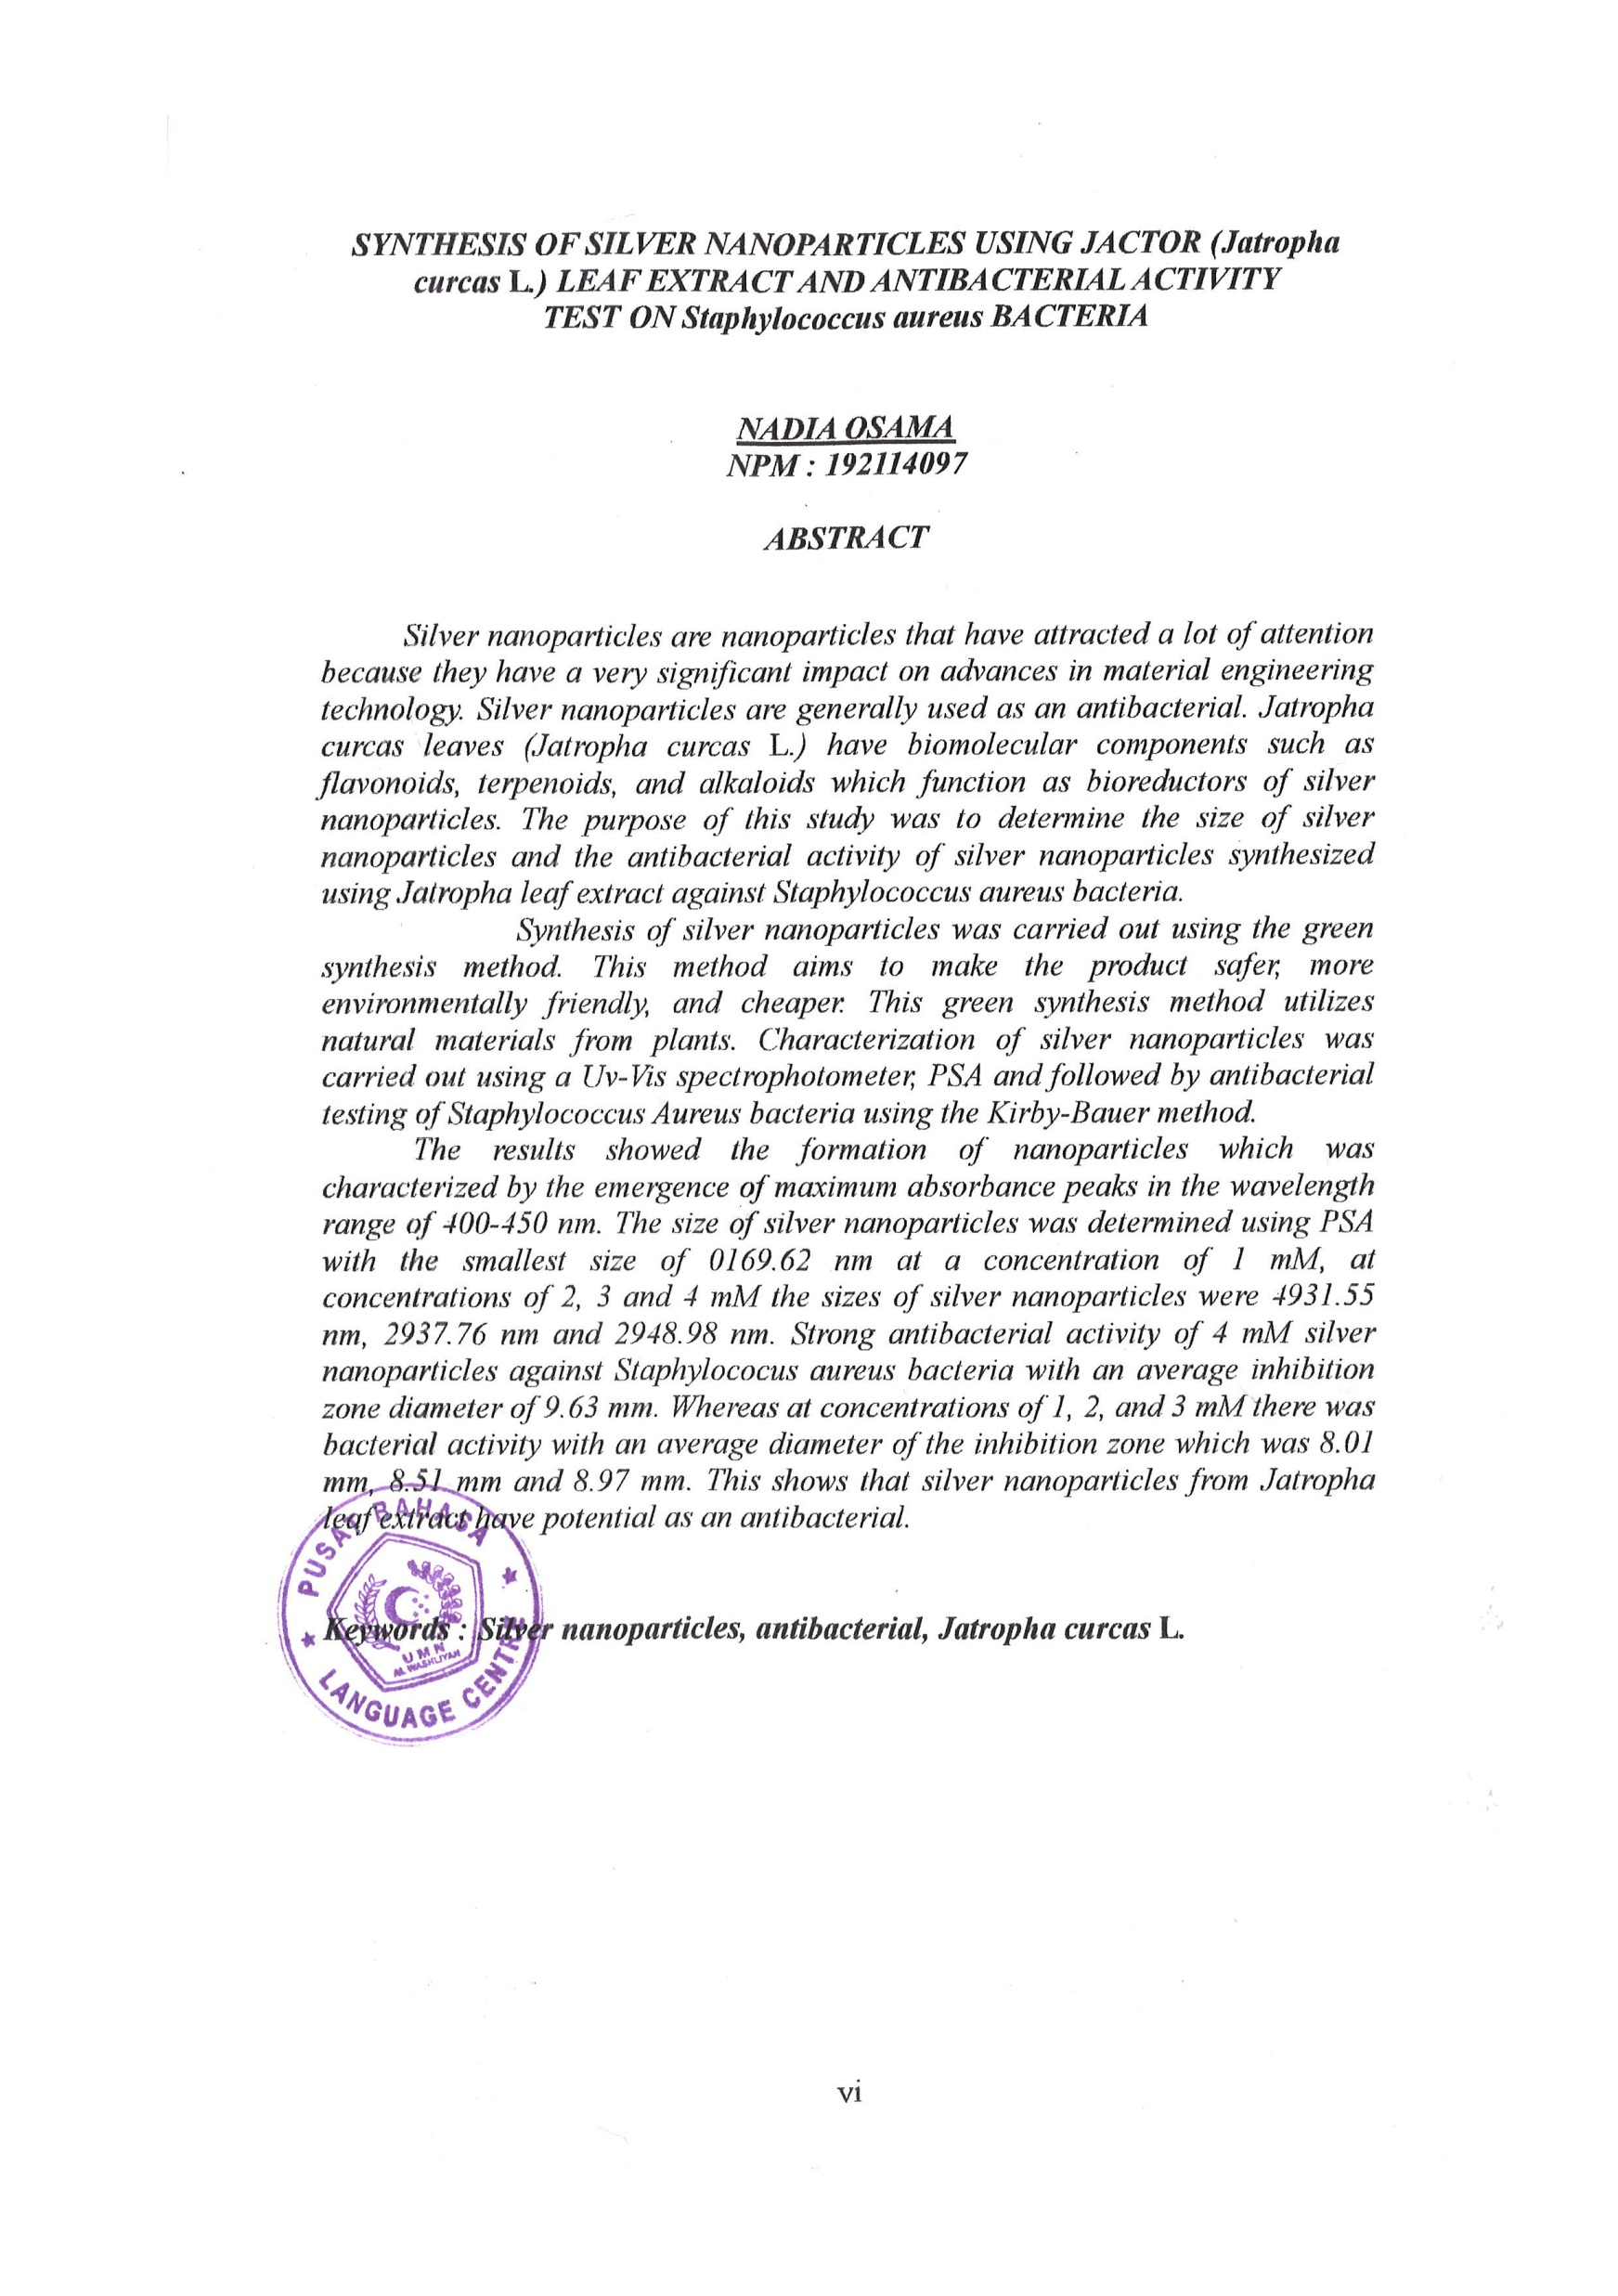 SYNTHESIS OF SILVER NANOPARTICLES USING JACTOR (Jatropha
curcas L.) LEAF EXTRACT AND ANTIBACTERIAL ACTIVITY
TEST ON Staphylococcus aureus BACTERIA
NADIA OSAMA
NPM : 192114097
ABSTRACT
Silver nanoparticles are nanoparticles that have attracted a lot of attention
because they have a very significant impact on advances in material engineering
technology. Silver nanoparticles are generally used as an antibacterial. Jatropha
curcas leaves (Jatropha curcas L.) have biomolecular components such as
flavonoids, terpenoids, and alkaloids which function as bioreductors of silver
nanoparticles. The purpose of this study was to determine the size of silver
nanoparticles and the antibacterial activity of silver nanoparticles synthesized
using Jatropha leaf extract against Staphylococcus aureus bacteria.
Synthesis of silver nanoparticles was carried out using the green
synthesis method. This method aims to make the product safer, more
environmentally friendly, and cheaper. This green synthesis method utilizes
natural materials from plants. Characterization of silver nanoparticles was
carried out using a Uv-Vis spectrophotometer, PSA and followed by antibacterial
testing of Staphylococcus Aureus bacteria using the Kirby-Bauer method.
The results showed the formation of nanoparticles which was
characterized by the emergence of maximum absorbance peaks in the wavelength
range of 400-450 nm. The size of silver nanoparticles was determined using PSA
with the smallest size of 0169.62 nm at a concentration of 1 mM, at
concentrations of 2, 3 and 4 mM the sizes of silver nanoparticles were 4931.55
nm, 2937.76 nm and 2948.98 nm. Strong antibacterial activity of 4 mM silver
nanoparticles against Staphylococus aureus bacteria with an average inhibition
zone diameter of 9.63 mm. Whereas at concentrations of 1, 2, and 3 mM there was
bacterial activity with an average diameter of the inhibition zone which was 8.01
mm, 8.51 mm and 8.97 mm. This shows that silver nanoparticles from Jatropha
leaf extract have potential as an antibacterial.
PUSAT BAHASA
UMN
AL WASHLIYAH
LANGUAGE CENTRE
Keywords : Silver nanoparticles, antibacterial, Jatropha curcas L.
vi